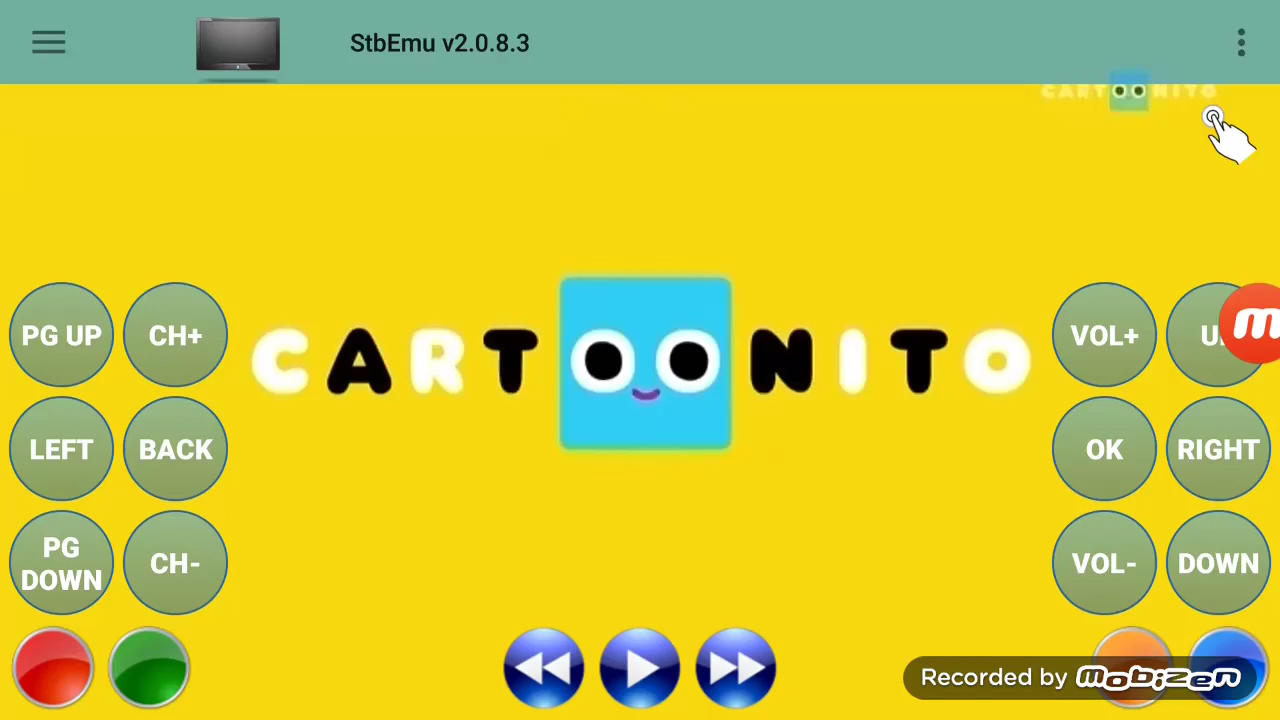 StbEmu v2.0.8.3
CARTOONITO
PG UP
CH+
CARTOONITO
VOL+
LEFT
BACK
OK
RIGHT
PG
DOWN
CH-
VOL-
DOWN
Recorded by mobizen